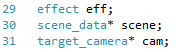 29 effect eff;
30 scene_data* scene;
31 target_camera* cam;